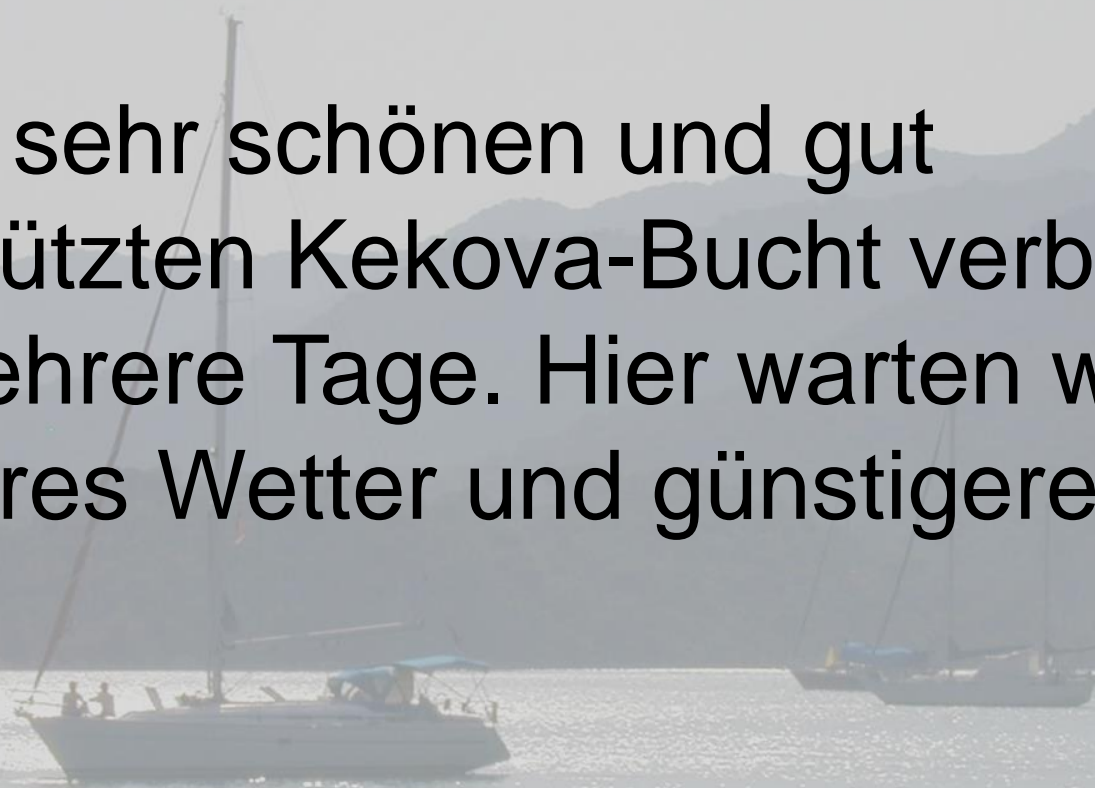 sehr schönen und gut
ützten Kekova-Bucht verb
ehrere Tage. Hier warten w
res Wetter und günstigere